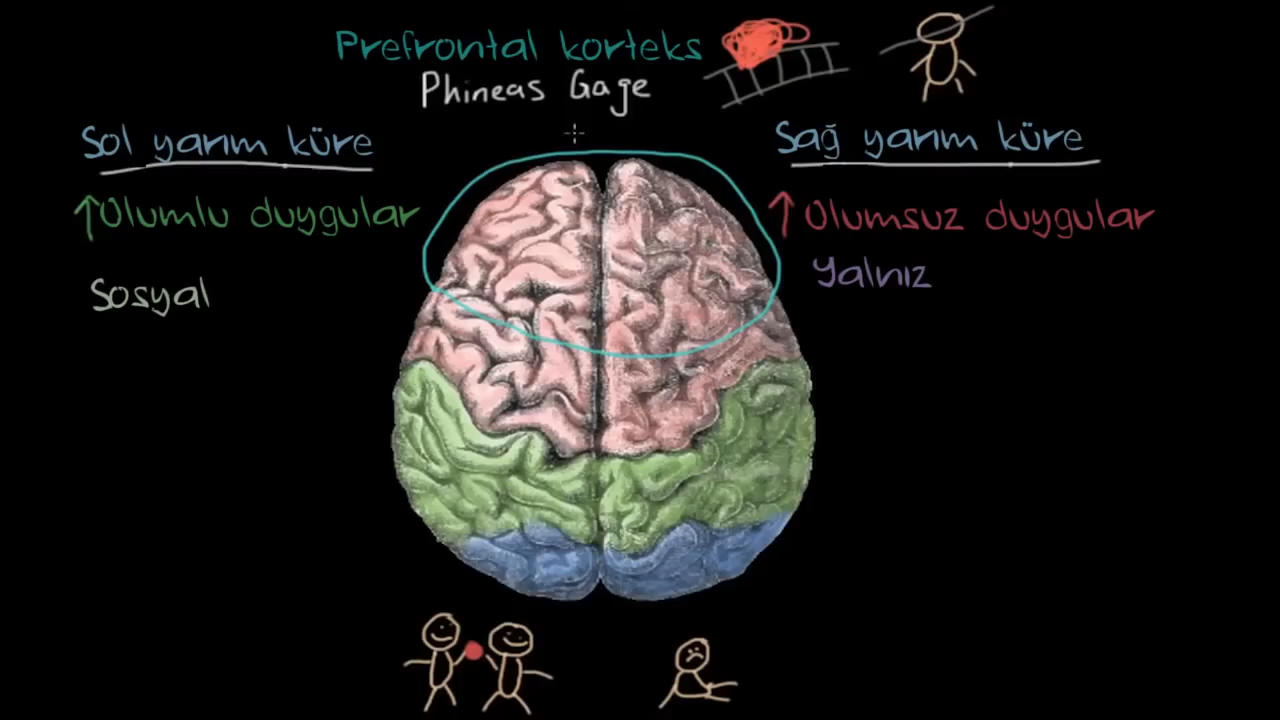 Prefrontal korteks
Phineas Gage
Sol yarım küre
Sağ yarım küre
↑ Olumlu duygular
↑ Olumsuz duygular
Sosyal
Yalnız